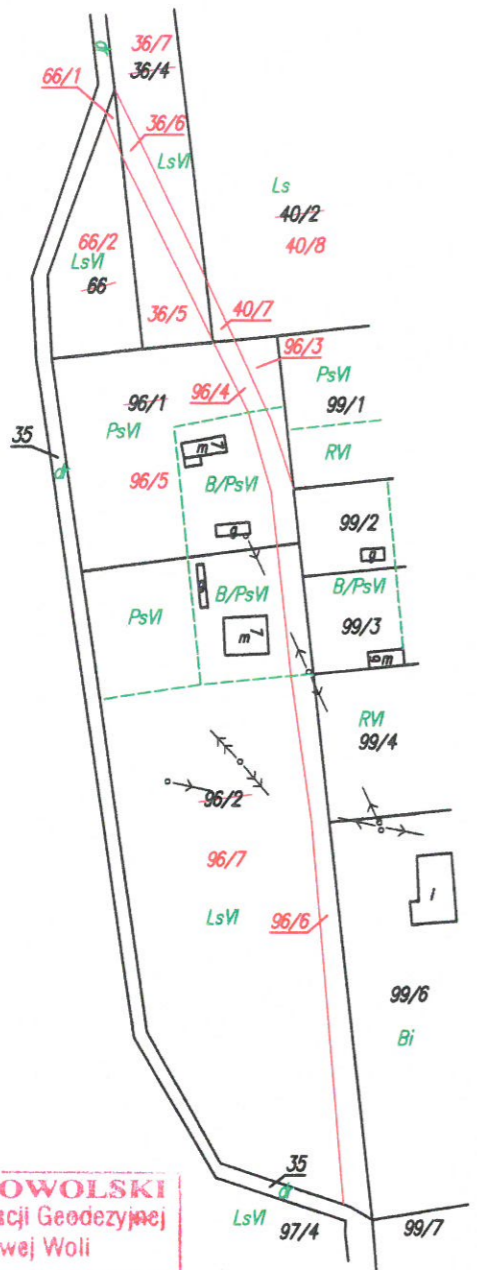 dr
36/7
36/4
66/1
36/6
LsVI
Ls
40/2
40/8
66/2
LsVI
66
36/5
40/7
96/3
PsVI
99/1
96/1
96/4
PsVI
35
dr
RVI
m
96/5
B/PsVI
99/2
g
g
B/PsVI
g
B/PsVI
PsVI
99/3
m
m
RVI
99/4
96/2
96/7
i
LsVI
96/6
99/6
Bi
35
dr
OWOLSKI
cji Geodezyjnej
LsVI
97/4
99/7
wej Woli